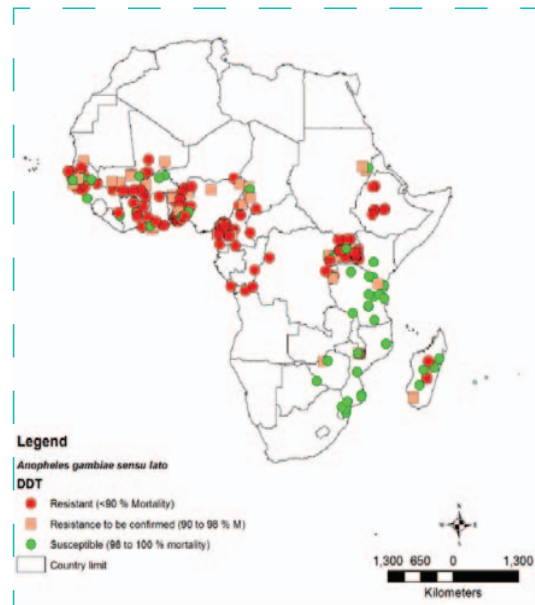 Legend
Anopheles gambiae sensu lato
DDT
Resistant (<90 % Mortality)
Resistance to be confirmed (90 to 98 % M)
Susceptible (98 to 100 % mortality)
Country limit
N
W
E
S
1,300 650 0 1,300
Kilometers